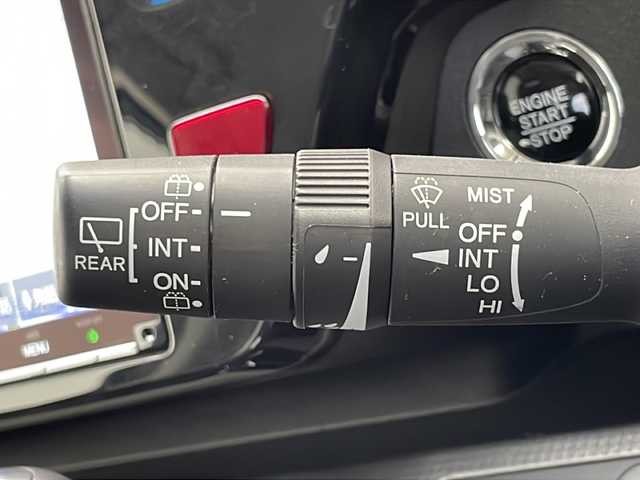 ENGINE
START
STOP
OFF
INT
ON
REAR
PULL
MIST
OFF
INT
LO
HI
MENU